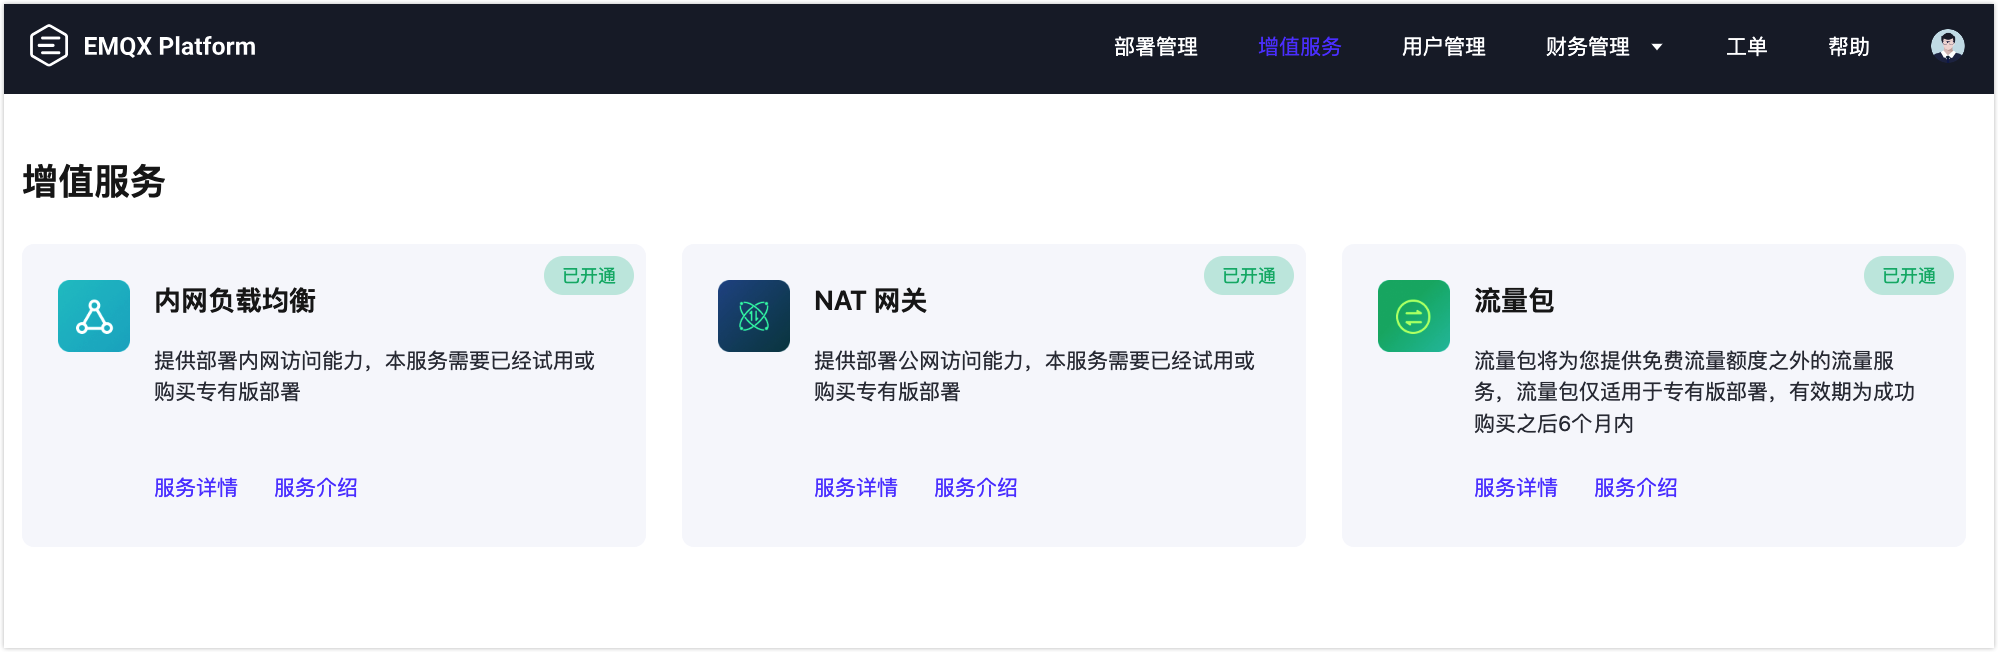 EMQX Platform
部署管理
增值服务
用户管理
财务管理
工单
帮助
增值服务
已开通
内网负载均衡
提供部署内网访问能力，本服务需要已经试用或
购买专有版部署
服务详情
服务介绍
已开通
NAT 网关
提供部署公网访问能力，本服务需要已经试用或
购买专有版部署
服务详情
服务介绍
已开通
流量包
流量包将为您提供免费流量额度之外的流量服
务，流量包仅适用于专有版部署，有效期为成功
购买之后6个月内
服务详情
服务介绍